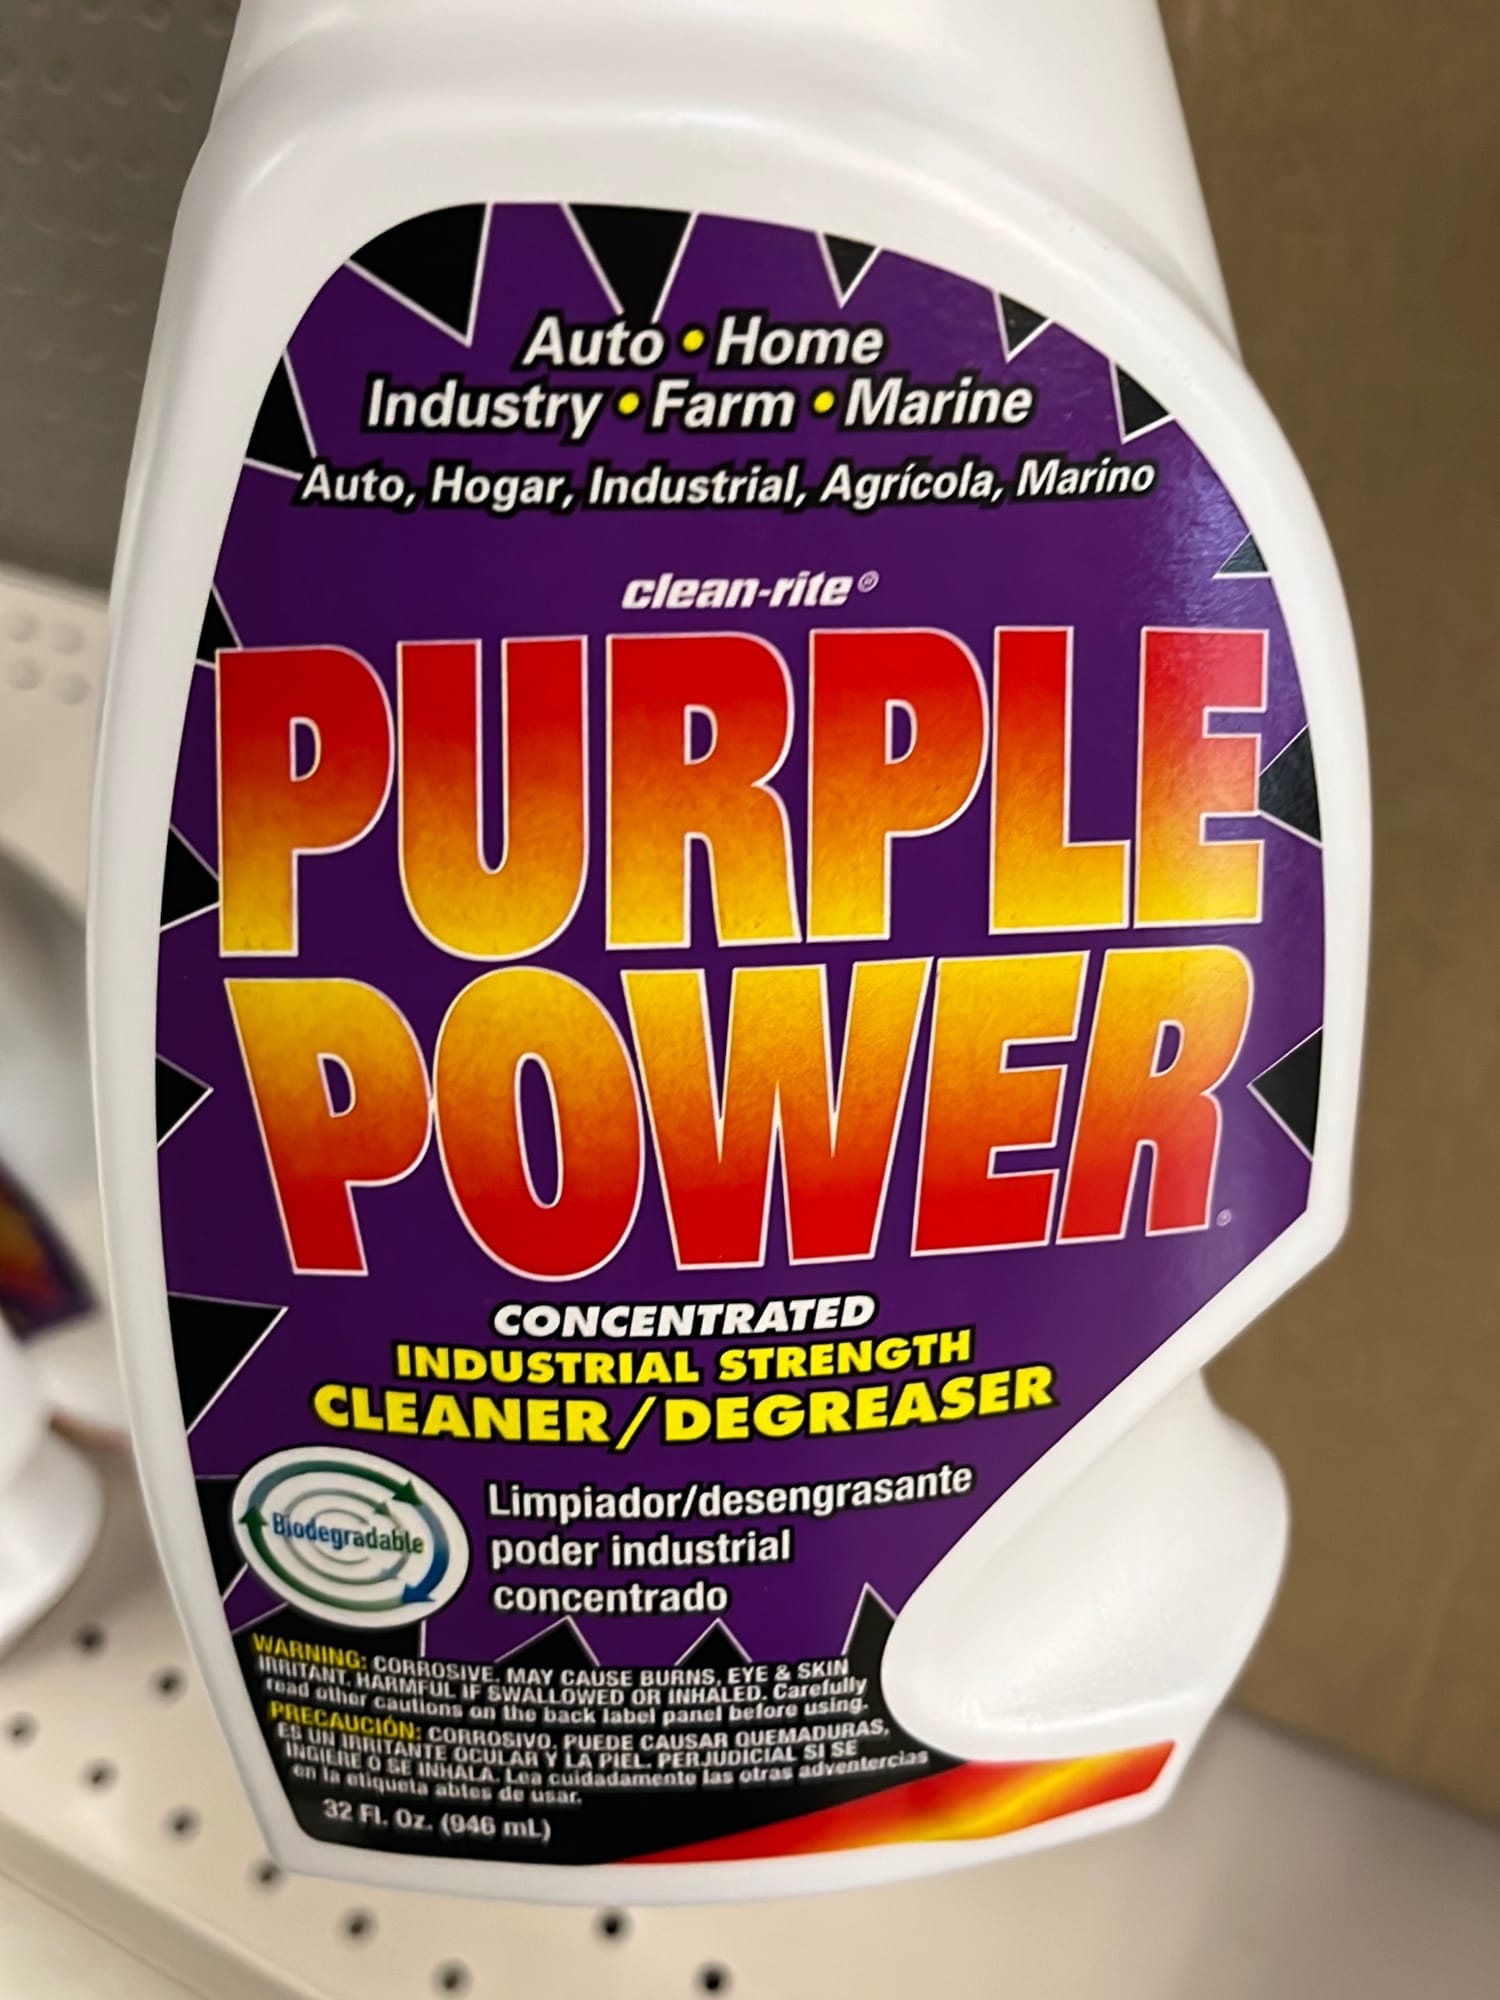 Auto • Home
Industry • Farm • Marine
Auto, Hogar, Industrial, Agrícola, Marino
clean-rite®
PURPLE
POWER®
CONCENTRATED
INDUSTRIAL STRENGTH
CLEANER/DEGREASER
Biodegradable
Limpiador/desengrasante
poder industrial
concentrado
WARNING: CORROSIVE. MAY CAUSE BURNS, EYE & SKIN
IRRITANT, HARMFUL IF SWALLOWED OR INHALED. Carefully
read other cautions on the back label panel before using.
PRECAUCIÓN: CORROSIVO. PUEDE CAUSAR QUEMADURAS,
ES UN IRRITANTE OCULAR Y LA PIEL. PERJUDICIAL SI SE
INGIERE O SE INHALA. Lea cuidadamente las otras adventercias
en la etiqueta abtes de usar.
32 Fl. Oz. (946 mL)